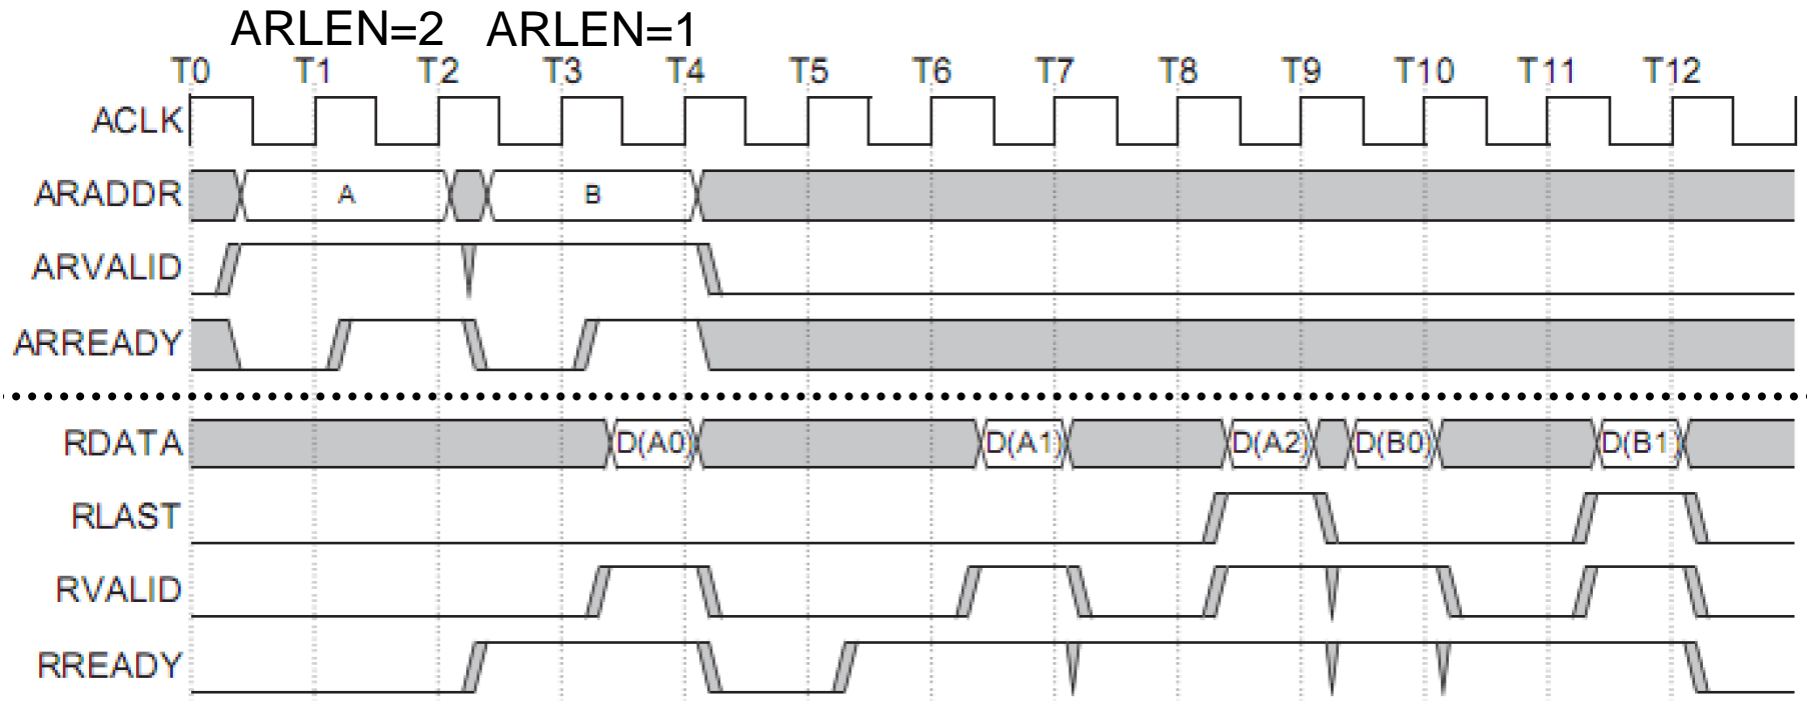 ARLEN=2 ARLEN=1
T0 T1 T2 T3 T4 T5 T6 T7 T8 T9 T10 T11 T12
ACLK
ARADDR A B
ARVALID
ARREADY
RDATA D(A0) D(A1) D(A2) D(B0) D(B1)
RLAST
RVALID
RREADY